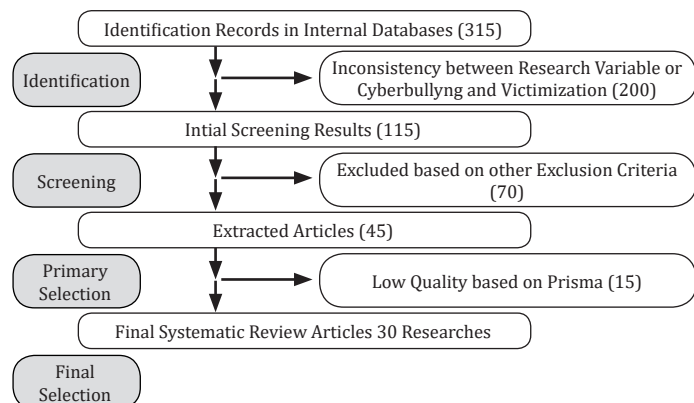 Identification Records in Internal Databases (315)
Identification
Inconsistency between Research Variable or
Cyberbullyng and Victimization (200)
Intial Screening Results (115)
Screening
Excluded based on other Exclusion Criteria
(70)
Extracted Articles (45)
Primary
Selection
Low Quality based on Prisma (15)
Final Systematic Review Articles 30 Researches
Final
Selection